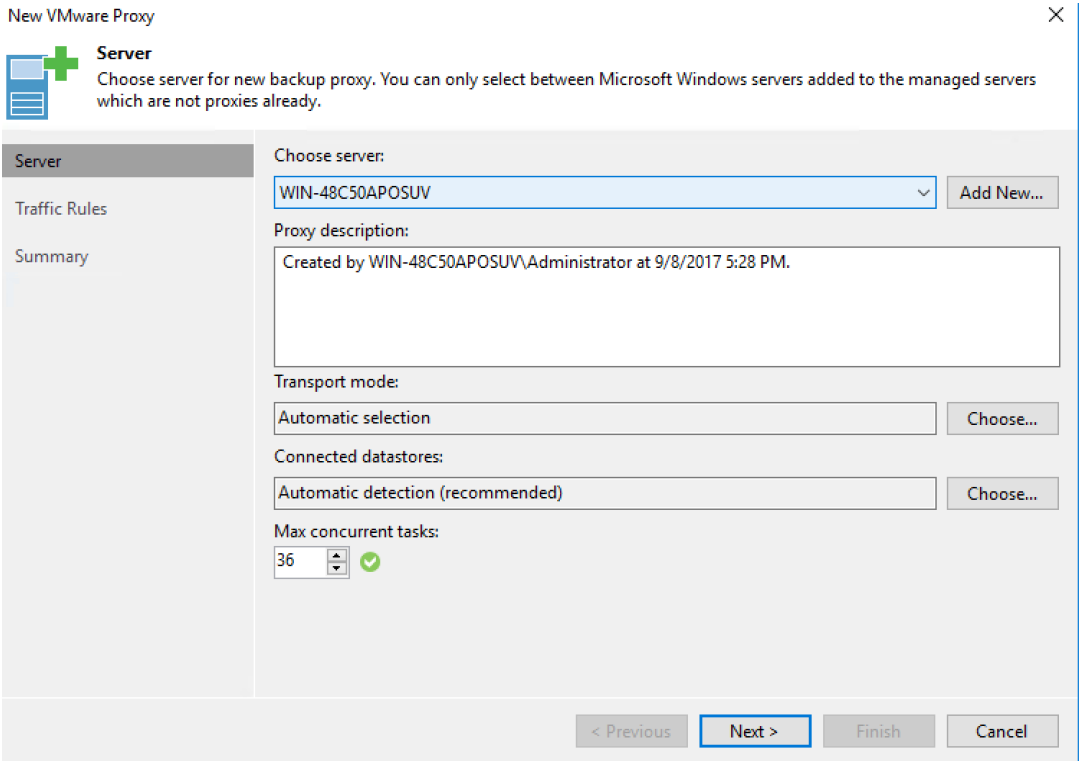 New VMware Proxy
Server
Choose server for new backup proxy. You can only select between Microsoft Windows servers added to the managed servers
which are not proxies already.
Server
Traffic Rules
Summary
Choose server:
WIN-48C50APOSUV
Add New...
Proxy description:
Created by WIN-48C50APOSUV\Administrator at 9/8/2017 5:28 PM.
Transport mode:
Automatic selection
Choose...
Connected datastores:
Automatic detection (recommended)
Choose...
Max concurrent tasks:
36
< Previous
Next >
Finish
Cancel